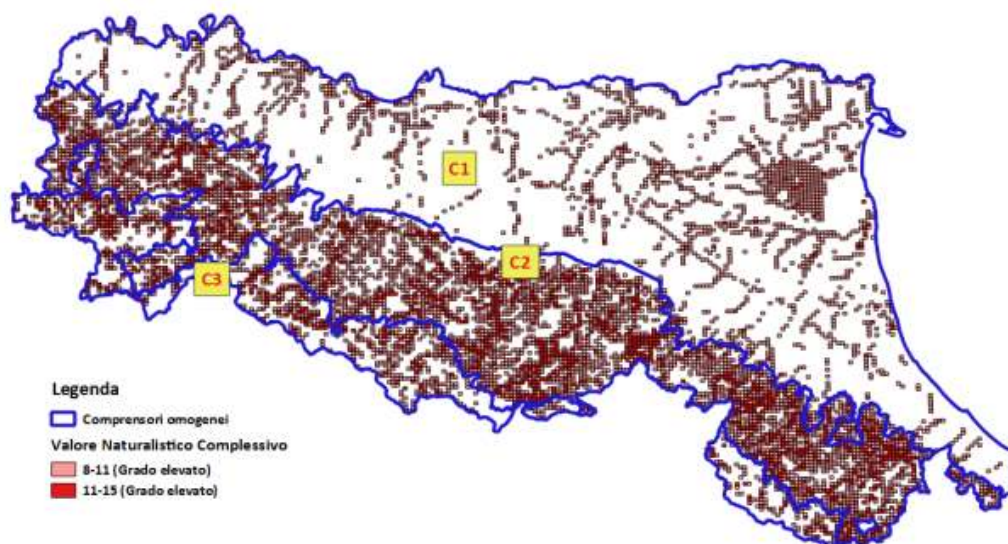 C1
C2
C3
Legenda
Comprensori omogenei
Valore Naturalistico Complessivo
8-11 (Grado elevato)
11-15 (Grado elevato)